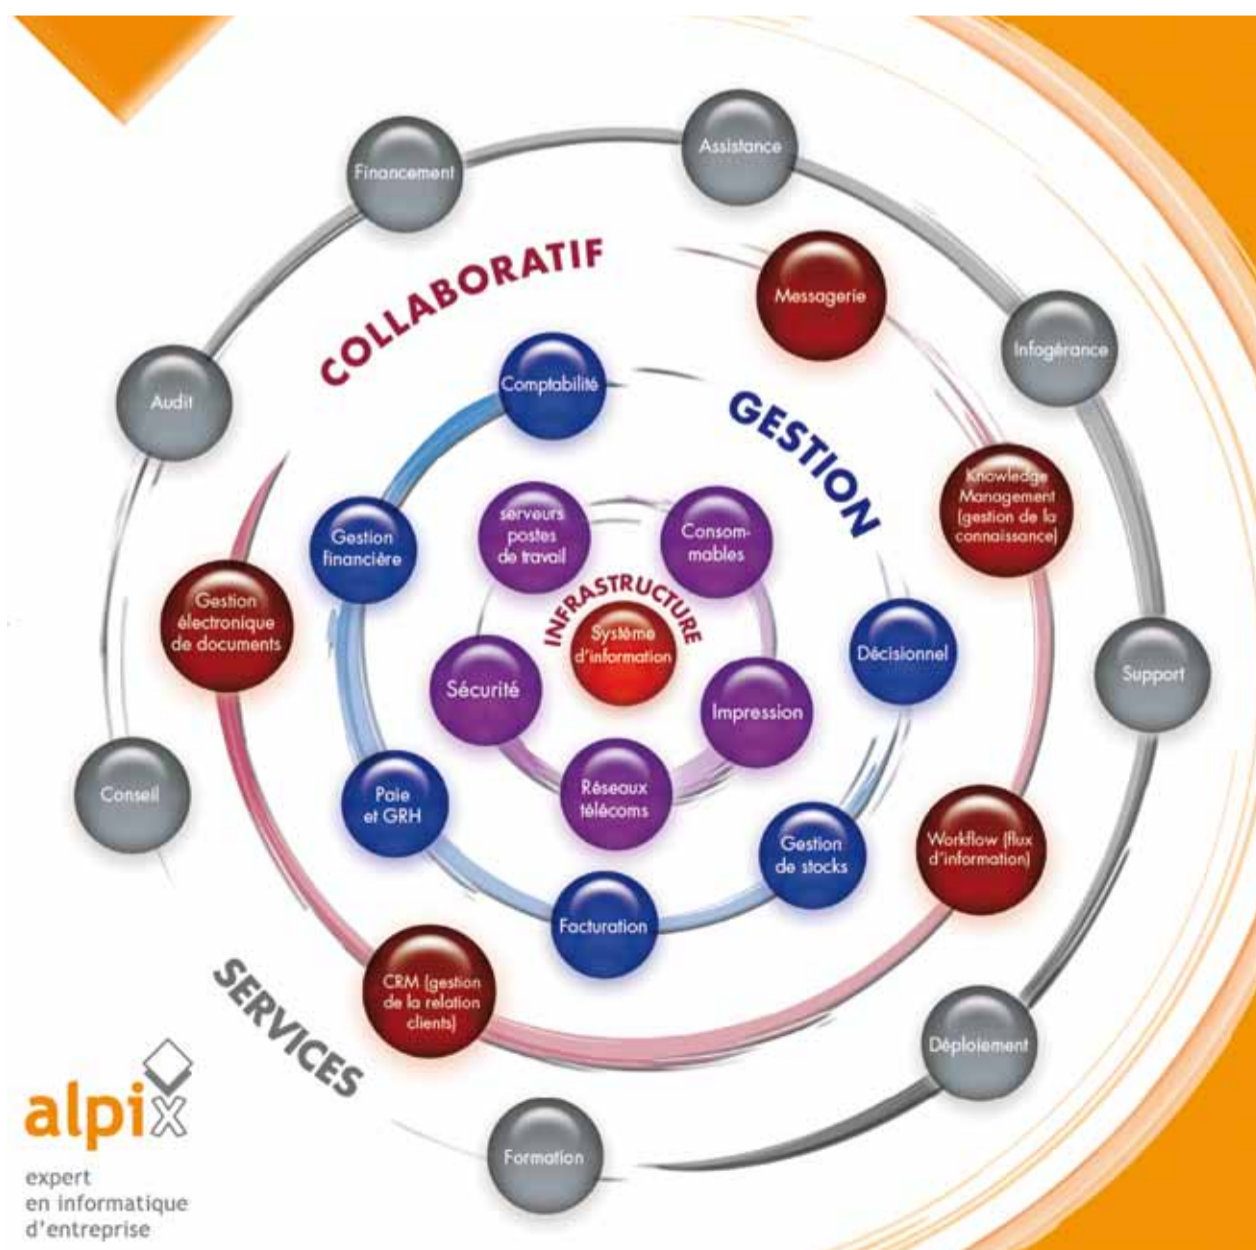 Assistance
Financement
COLLABORATIF
Messagerie
Infogérance
Comptabilité
Audit
GESTION
Knowledge
Management
(gestion de la
connaissance)
serveurs
postes
de travail
Consom-
mables
Gestion
financière
INFRASTRUCTURE
Gestion
électronique
de documents
Système
d'information
Décisionnel
Support
Sécurité
Impression
Conseil
Paie
et GRH
Réseaux
télécoms
Gestion
de stocks
Workflow (flux
d'information)
Facturation
CRM (gestion
de la relation
clients)
SERVICES
Déploiement
Formation
alpix
expert
en informatique
d'entreprise